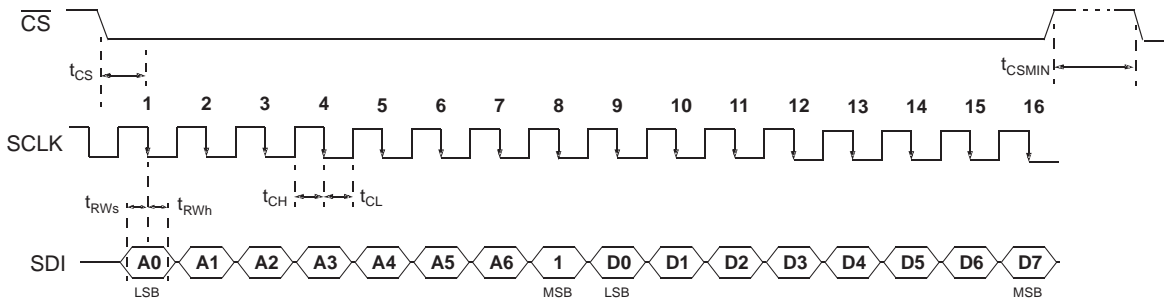 CS
tCS
tCSMIN
1 2 3 4 5 6 7 8 9 10 11 12 13 14 15 16
SCLK
tRWs tRWh tCH tCL
SDI A0 A1 A2 A3 A4 A5 A6 1 D0 D1 D2 D3 D4 D5 D6 D7
LSB MSB LSB MSB